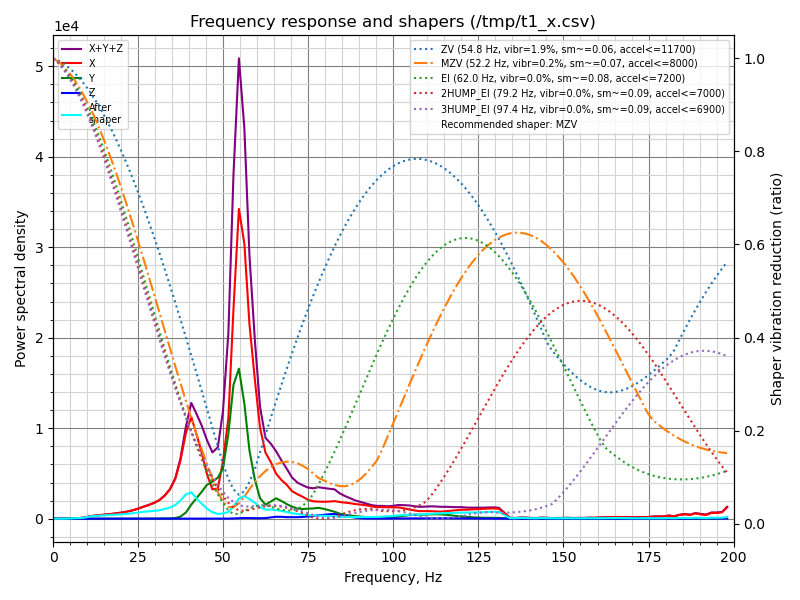 Frequency response and shapers (/tmp/t1_x.csv)
1e4
X+Y+Z
X
Y
Z
After
shaper
ZV (54.8 Hz, vibr=1.9%, sm~=0.06, accel<=11700)
MZV (52.2 Hz, vibr=0.2%, sm~=0.07, accel<=8000)
EI (62.0 Hz, vibr=0.0%, sm~=0.08, accel<=7200)
2HUMP_EI (79.2 Hz, vibr=0.0%, sm~=0.09, accel<=7000)
3HUMP_EI (97.4 Hz, vibr=0.0%, sm~=0.09, accel<=6900)
Recommended shaper: MZV
Power spectral density
5
4
3
2
1
0
1.0
0.8
0.6
0.4
0.2
0.0
Shaper vibration reduction (ratio)
0 25 50 75 100 125 150 175 200
Frequency, Hz